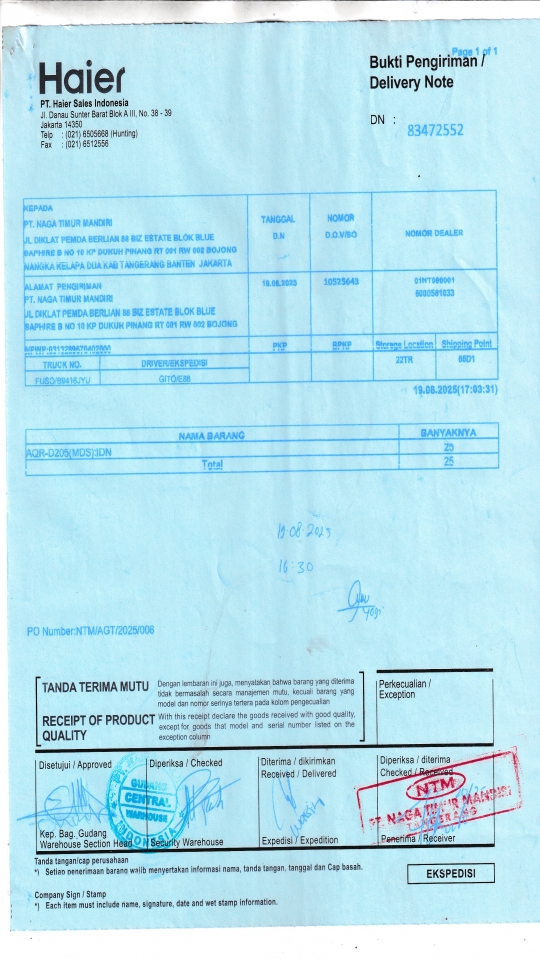 Page 1 of 1
Haier
Bukti Pengiriman /
Delivery Note
PT. Haier Sales Indonesia
Jl. Danau Sunter Barat Blok A III, No. 38 - 39
Jakarta 14350
Telp : (021) 6505668 (Hunting)
Fax : (021) 6512556
DN : 83472552
KEPADA
PT. NAGA TIMUR MANDIRI
JL DIKLAT PEMDA BERLIAN 88 BIZ ESTATE BLOK BLUE
SAPHIRE B NO 10 KP DUKUH PINANG RT 001 RW 002 BOJONG
NANGKA KELAPA DUA KAB TANGERANG BANTEN JAKARTA
TANGGAL
D.N
NOMOR
D.O.V/BO
NOMOR DEALER
ALAMAT PENGIRIMAN
PT. NAGA TIMUR MANDIRI
JL DIKLAT PEMDA BERLIAN 88 BIZ ESTATE BLOK BLUE
SAPHIRE B NO 10 KP DUKUH PINANG RT 001 RW 002 BOJONG
19.08.2025
10525643
PKP
BPKP
Storage Location
Shipping Point
TRUCK NO.
DRIVER/EKSPEDISI
22TR
FUSO/B9416JYU
GITO/E88
19.08.2025(17:03:31)
NAMA BARANG
BANYAKNYA
AQR-D205(MDS):IDN
25
Total
25
19.08.2025
16:30
PO Number:NTM/AGT/2025/006
TANDA TERIMA MUTU
Dengan lembaran ini juga, menyatakan bahwa barang yang diterima
tidak bermasalah secara manajemen mutu, kecuali barang yang
model dan nomor serinya tertera pada kolom pengecualian
RECEIPT OF PRODUCT
QUALITY
With this receipt declare the goods received with good quality,
except for goods that model and serial number listed on the
exception column
Perkecualian /
Exception
Disetujui / Approved
Diperiksa / Checked
Diterima / dikirimkan
Received / Delivered
Diperiksa / diterima
Checked / Received
GUDANG
CENTRAL
WAREHOUSE
INDONESIA
NTM
PT. NAGA TIMUR MANDIRI
TANGERANG
Kep. Bag. Gudang
Warehouse Section Head
Security Warehouse
Expedisi / Expedition
Penerima / Receiver
Tanda tangan/cap perusahaan
*) Setiap penerimaan barang wajib menyertakan informasi nama, tanda tangan, tanggal dan Cap basah.
EKSPEDISI
Company Sign / Stamp
*) Each item must include name, signature, date and wet stamp information.